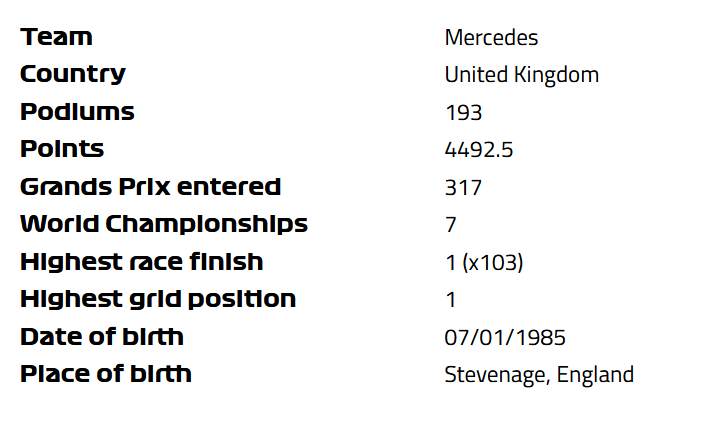 Team Mercedes
Country United Kingdom
Podiums 193
Points 4492.5
Grands Prix entered 317
World Championships 7
Highest race finish 1 (x103)
Highest grid position 1
Date of birth 07/01/1985
Place of birth Stevenage, England